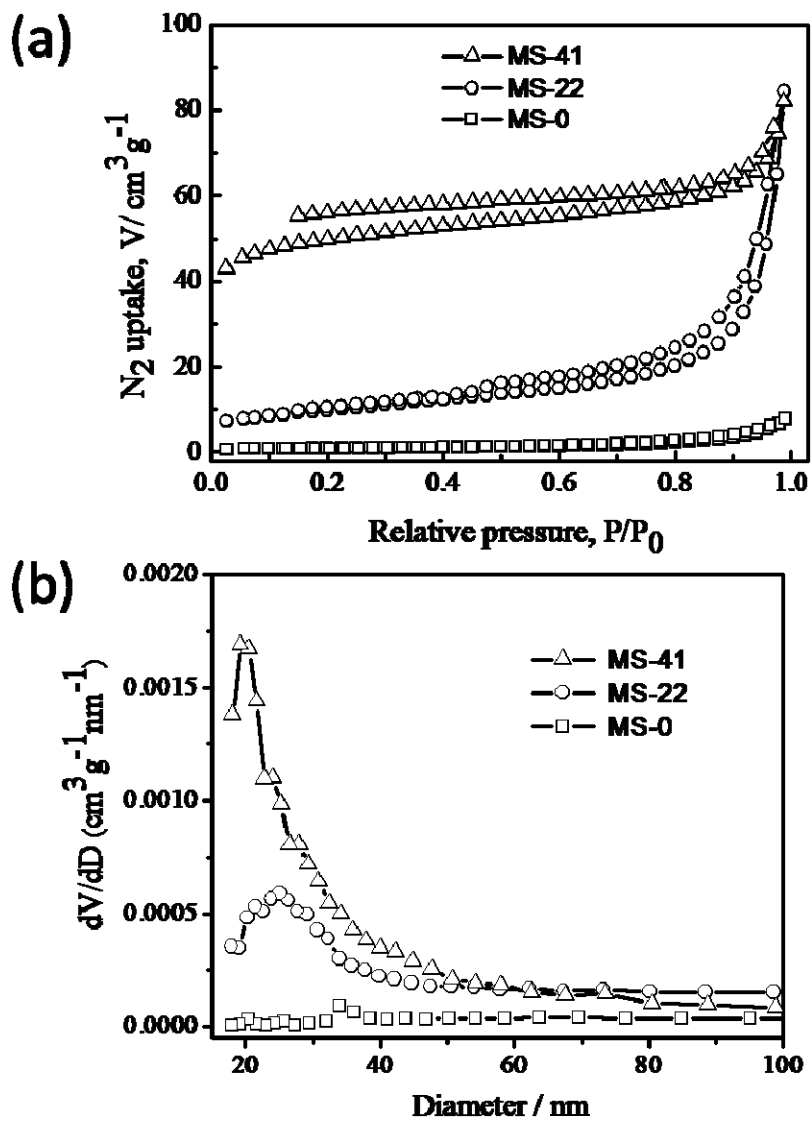 (a)
100
80
60
40
20
0
N2 uptake, V/ cm3g-1
MS-41
MS-22
MS-0
0.0 0.2 0.4 0.6 0.8 1.0
Relative pressure, P/P0
(b)
0.0020
0.0015
0.0010
0.0005
0.0000
dV/dD (cm3g-1nm-1)
MS-41
MS-22
MS-0
20 40 60 80 100
Diameter / nm